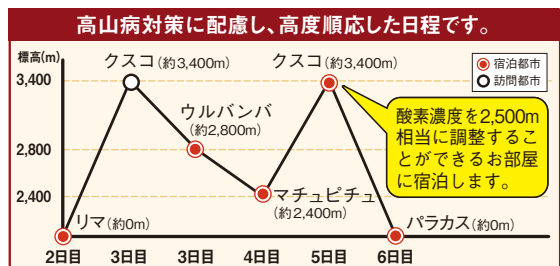 高山病対策に配慮し、高度順応した日程です。
標高(m)
クスコ(約3,400m)
クスコ(約3,400m)
宿泊都市
訪問都市
3,400
3,000
2,800
2,400
ウルバンバ
(約2,800m)
酸素濃度を2,500m
相当に調整するこ
とができるお部屋
に宿泊します。
マチュピチュ
(約2,400m)
リマ(約0m)
パラカス(約0m)
2日目 3日目 3日目 4日目 5日目 6日目